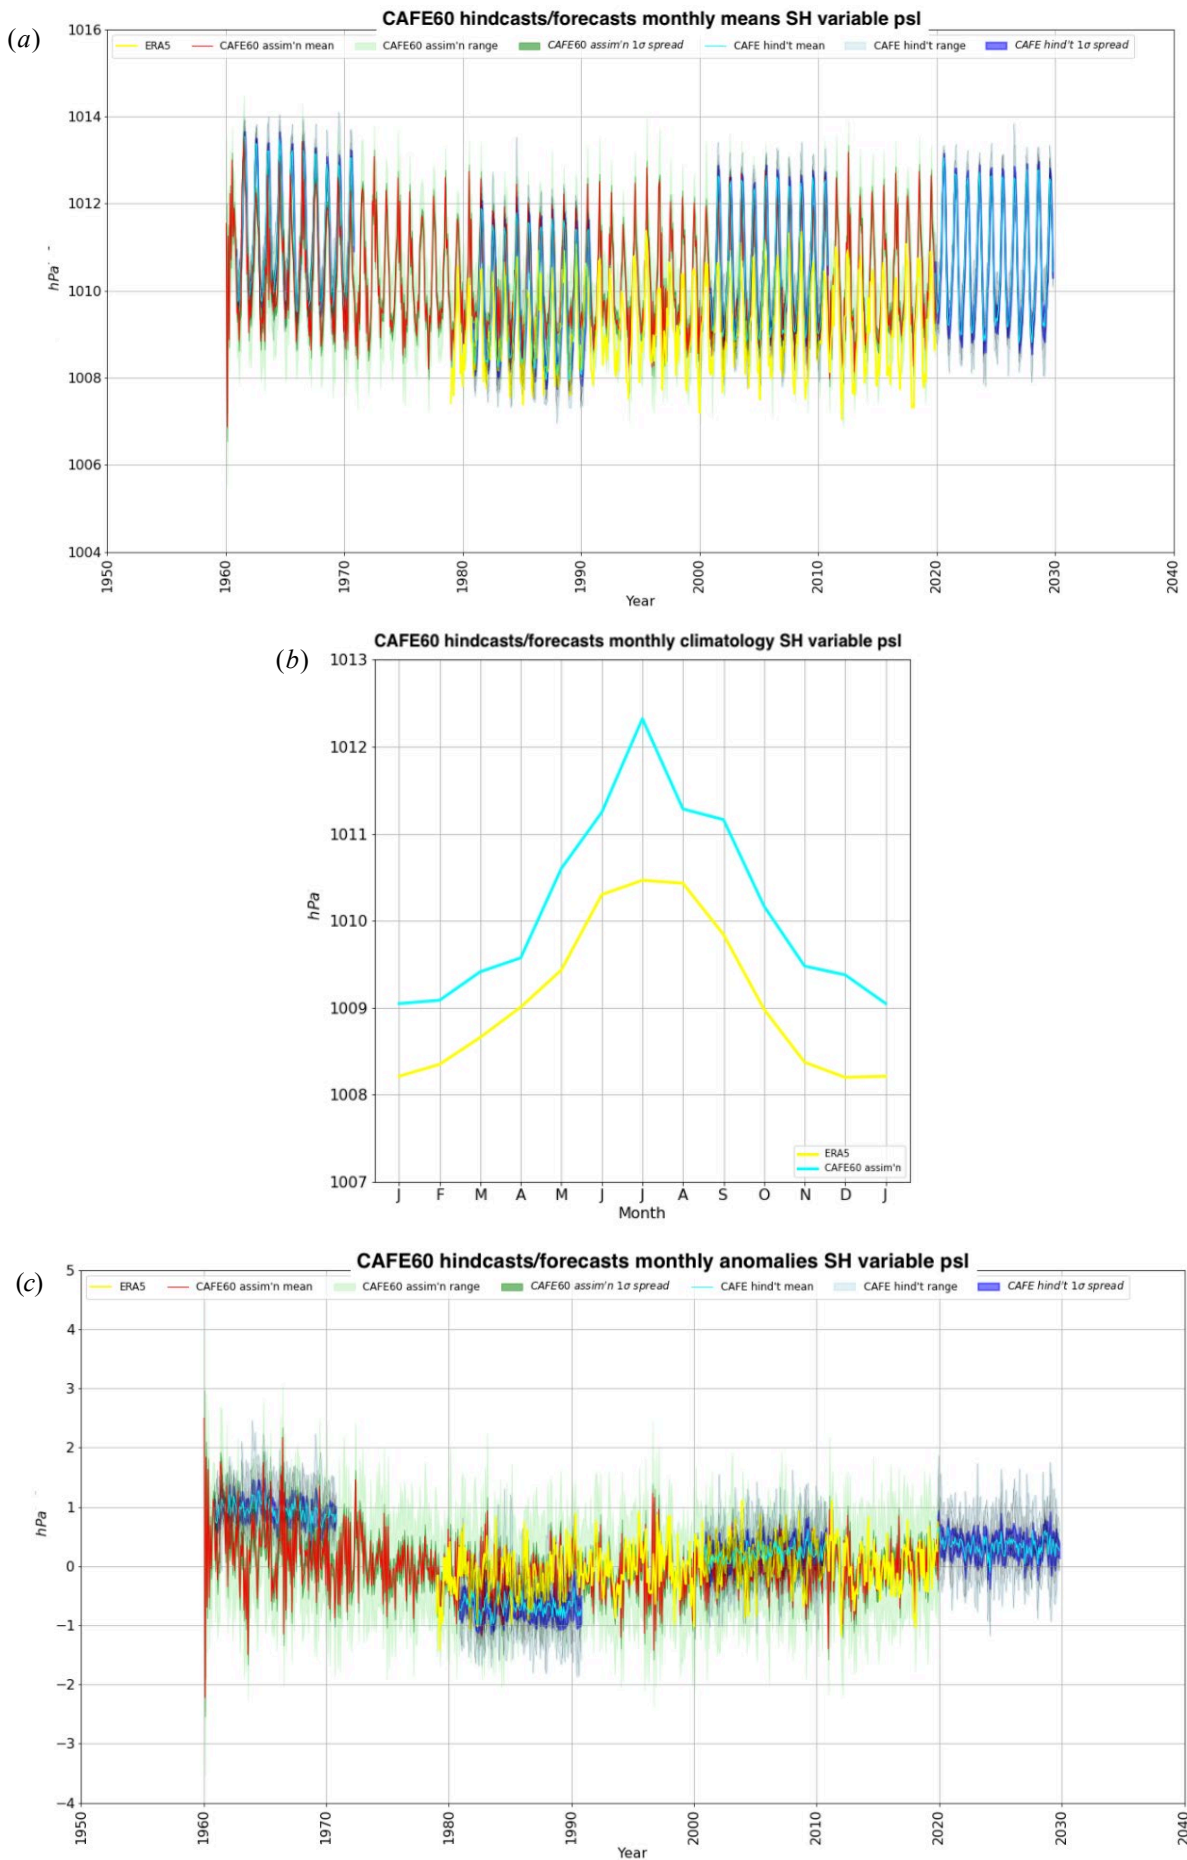 CAFE60 hindcasts/forecasts monthly means SH variable psl
(a)
ERA5 CAFE60 assim'n mean CAFE60 assim'n range CAFE60 assim'n 1σ spread CAFE hind't mean CAFE hind't range CAFE hind't 1σ spread
1016
1014
1012
1010
1008
1006
1004
hPa
1950 1960 1970 1980 1990 2000 2010 2020 2030 2040
Year
CAFE60 hindcasts/forecasts monthly climatology SH variable psl
(b)
1013
1012
1011
1010
1009
1008
1007
hPa
ERA5
CAFE60 assim'n
J F M A M J J A S O N D J
Month
CAFE60 hindcasts/forecasts monthly anomalies SH variable psl
(c)
ERA5 CAFE60 assim'n mean CAFE60 assim'n range CAFE60 assim'n 1σ spread CAFE hind't mean CAFE hind't range CAFE hind't 1σ spread
5
4
3
2
1
0
−1
−2
−3
−4
hPa
1950 1960 1970 1980 1990 2000 2010 2020 2030 2040
Year